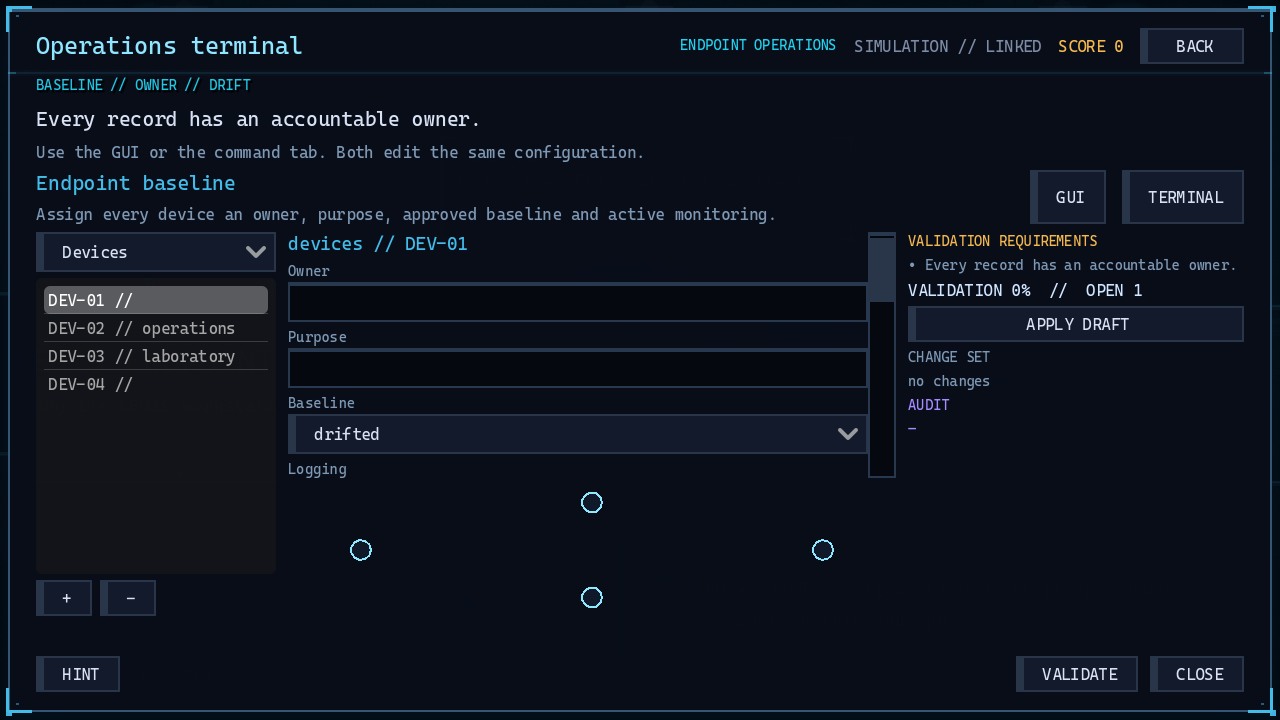 Operations terminal
ENDPOINT OPERATIONS
SIMULATION // LINKED
SCORE 0
BACK
BASELINE // OWNER // DRIFT
Every record has an accountable owner.
Use the GUI or the command tab. Both edit the same configuration.
Endpoint baseline
Assign every device an owner, purpose, approved baseline and active monitoring.
GUI
TERMINAL
Devices
DEV-01 //
DEV-02 // operations
DEV-03 // laboratory
DEV-04 //
+
-
devices // DEV-01
Owner
Purpose
Baseline
drifted
Logging
VALIDATION REQUIREMENTS
• Every record has an accountable owner.
VALIDATION 0% // OPEN 1
APPLY DRAFT
CHANGE SET
no changes
AUDIT
—
HINT
VALIDATE
CLOSE